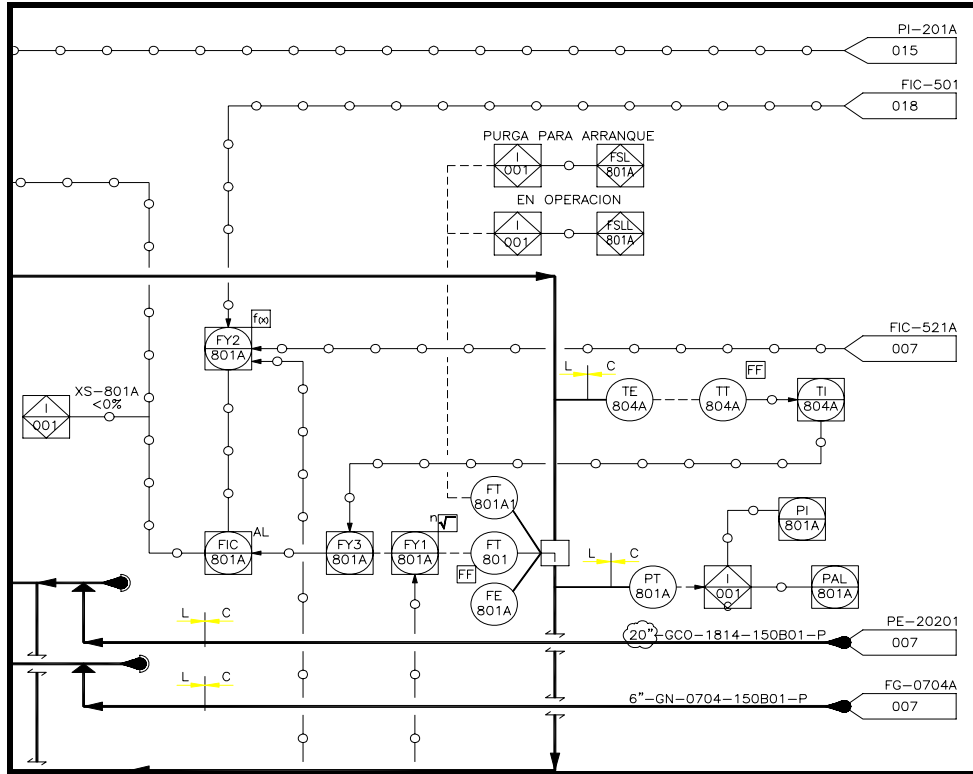 PI-201A
015
FIC-501
018
PURGA PARA ARRANQUE
I
001
FSL
801A
EN OPERACION
I
001
FSLL
801A
f(x)
FY2
801A
FIC-521A
007
XS-801A
<0%
I
001
L C
TE
804A
TT
804A
FF
TI
804A
FT
801A1
n√
AL
FIC
801A
FY3
801A
FY1
801A
FT
801
FF
FE
801A
PI
801A
L C
PT
801A
I
001
PAL
801A
L C
20"-GCO-1814-150B01-P
PE-20201
007
L C
6"-GN-0704-150B01-P
FG-0704A
007